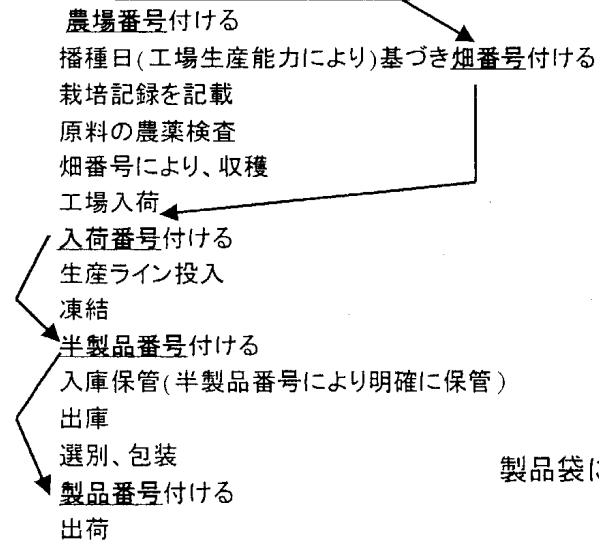 農場番号付ける
播種日(工場生産能力により)基づき畑番号付ける
栽培記録を記載
原料の農薬検査
畑番号により、収穫
工場入荷
入荷番号付ける
生産ライン投入
凍結
半製品番号付ける
入庫保管(半製品番号により明確に保管)
出庫
選別、包装
製品袋に
製品番号付ける
出荷